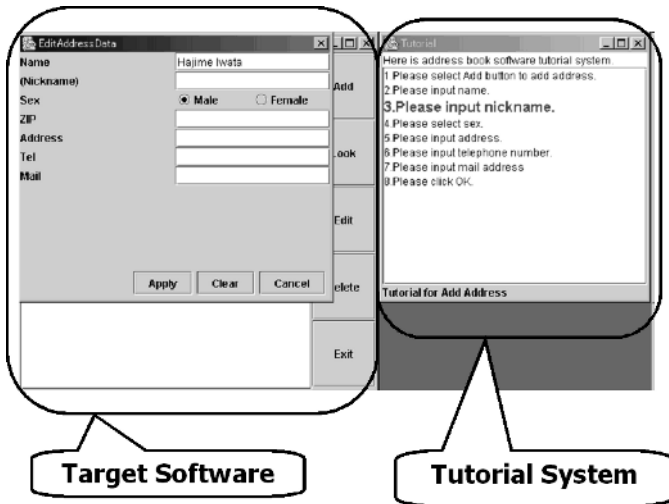 EditAddressData
Name Hajime Iwata
(Nickname)
Sex Male Female
ZIP
Address
Tel
Mail
Apply Clear Cancel
Add
Look
Edit
Delete
Exit
Tutorial
Here is address book software tutorial system
1.Please select Add button to add address.
2.Please input name.
3.Please input nickname.
4.Please select sex.
5.Please input address.
6.Please input telephone number.
7.Please input mail address
8.Please click OK.
Tutorial for Add Address
Target Software
Tutorial System